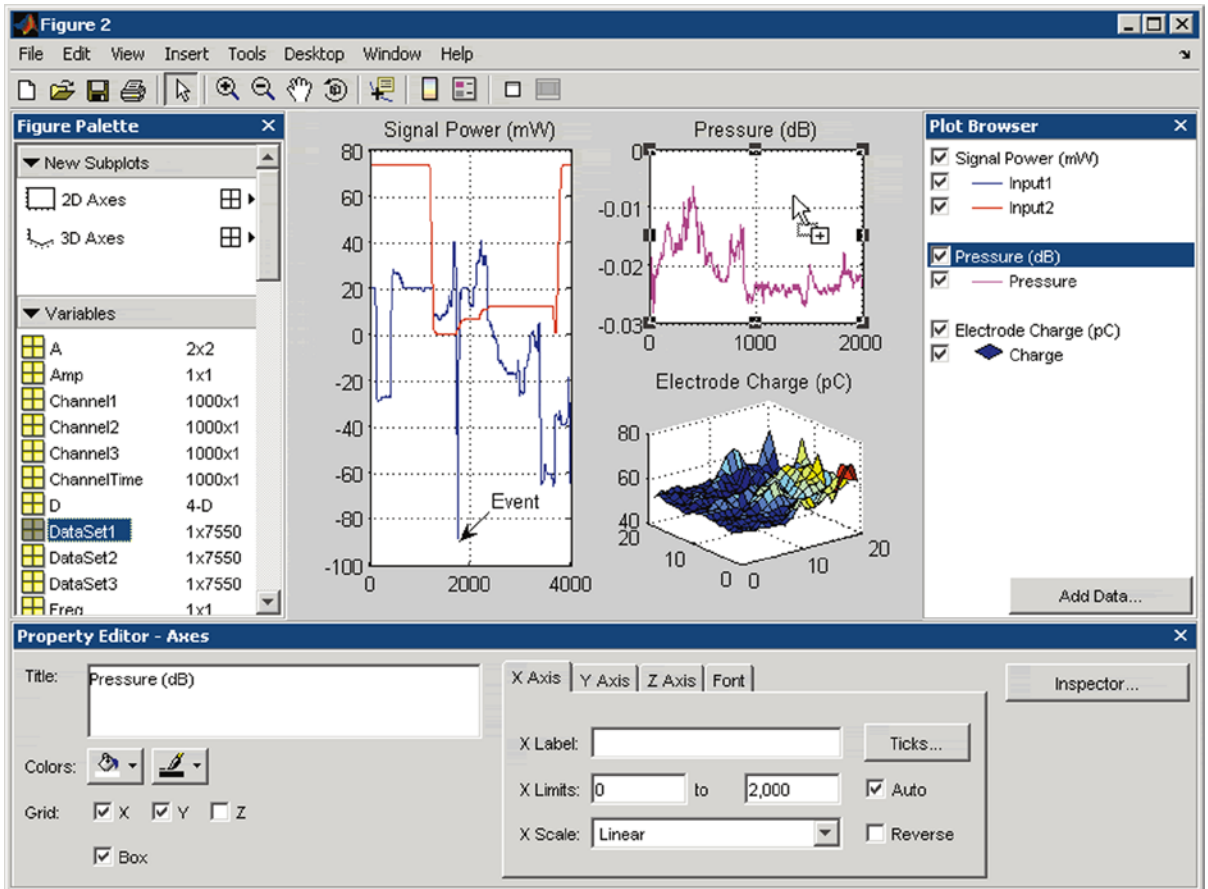 Figure 2
File Edit View Insert Tools Desktop Window Help
Figure Palette
New Subplots
2D Axes
3D Axes
Variables
A 2x2
Amp 1x1
Channel1 1000x1
Channel2 1000x1
Channel3 1000x1
ChannelTime 1000x1
D 4-D
DataSet1 1x7550
DataSet2 1x7550
DataSet3 1x7550
Freq 1x1
Signal Power (mW)
80
60
40
20
0
-20
-40
-60
-80
-100
0 2000 4000
Event
Pressure (dB)
0
-0.01
-0.02
-0.03
0 1000 2000
Electrode Charge (pC)
80
60
40
20
10
0 0
10
20
Plot Browser
Signal Power (mW)
Input1
Input2
Pressure (dB)
Pressure
Electrode Charge (pC)
Charge
Add Data...
Property Editor - Axes
Title: Pressure (dB)
Colors:
Grid: X Y Z
Box
X Axis Y Axis Z Axis Font
X Label: Ticks...
X Limits: 0 to 2,000 Auto
X Scale: Linear Reverse
Inspector...